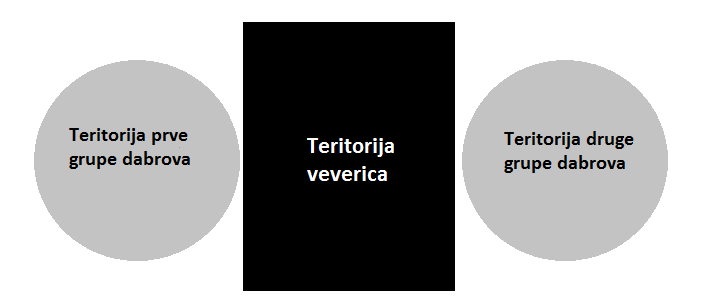 Teritorija prve
grupe dabrova
Teritorija
veverica
Teritorija druge
grupe dabrova